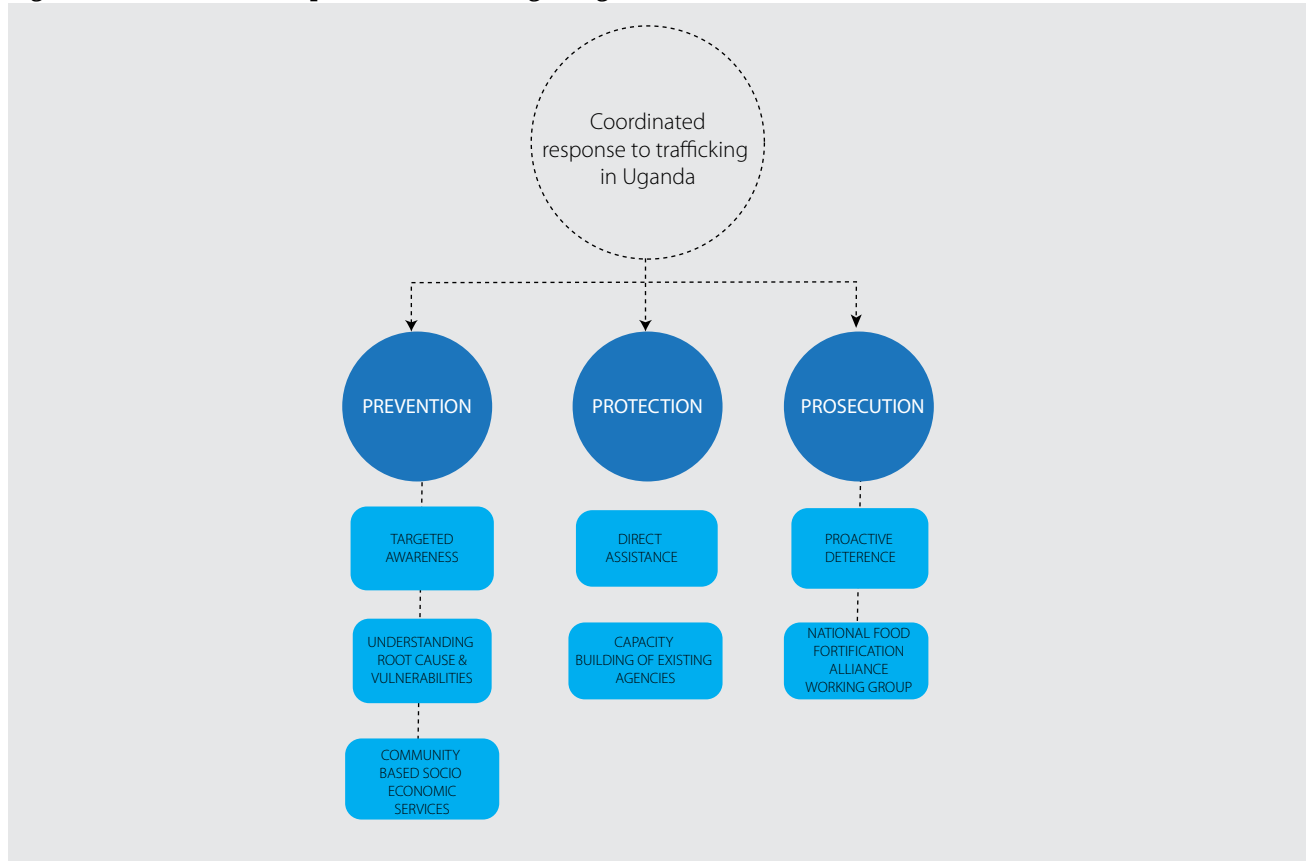 Coordinated
response to trafficking
in Uganda
PREVENTION
PROTECTION
PROSECUTION
TARGETED
AWARENESS
DIRECT
ASSISTANCE
PROACTIVE
DETERENCE
UNDERSTANDING
ROOT CAUSE &
VULNERABILITIES
CAPACITY
BUILDING OF EXISTING
AGENCIES
NATIONAL FOOD
FORTIFICATION
ALLIANCE
WORKING GROUP
COMMUNITY
BASED SOCIO
ECONOMIC
SERVICES